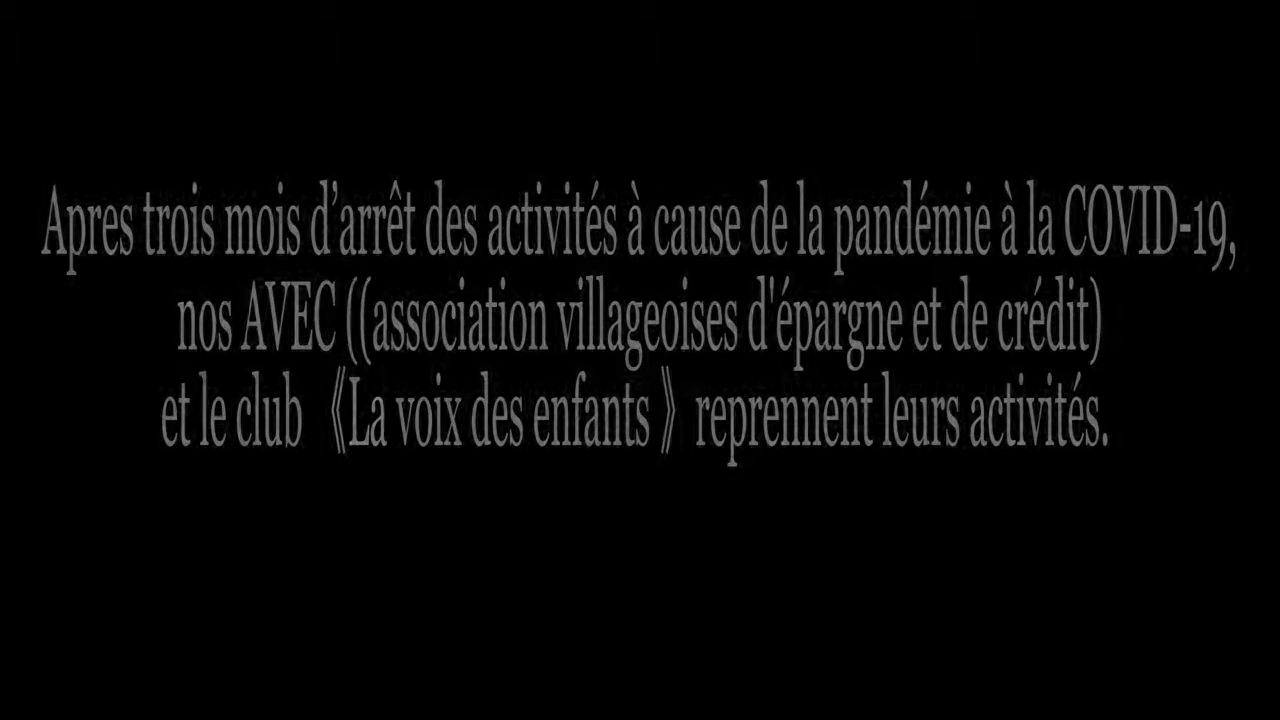 Apres trois mois d’arrêt des activités à cause de la pandémie à la COVID-19,
nos AVEC ((association villageoises d'épargne et de crédit)
et le club 《La voix des enfants 》 reprennent leurs activités.